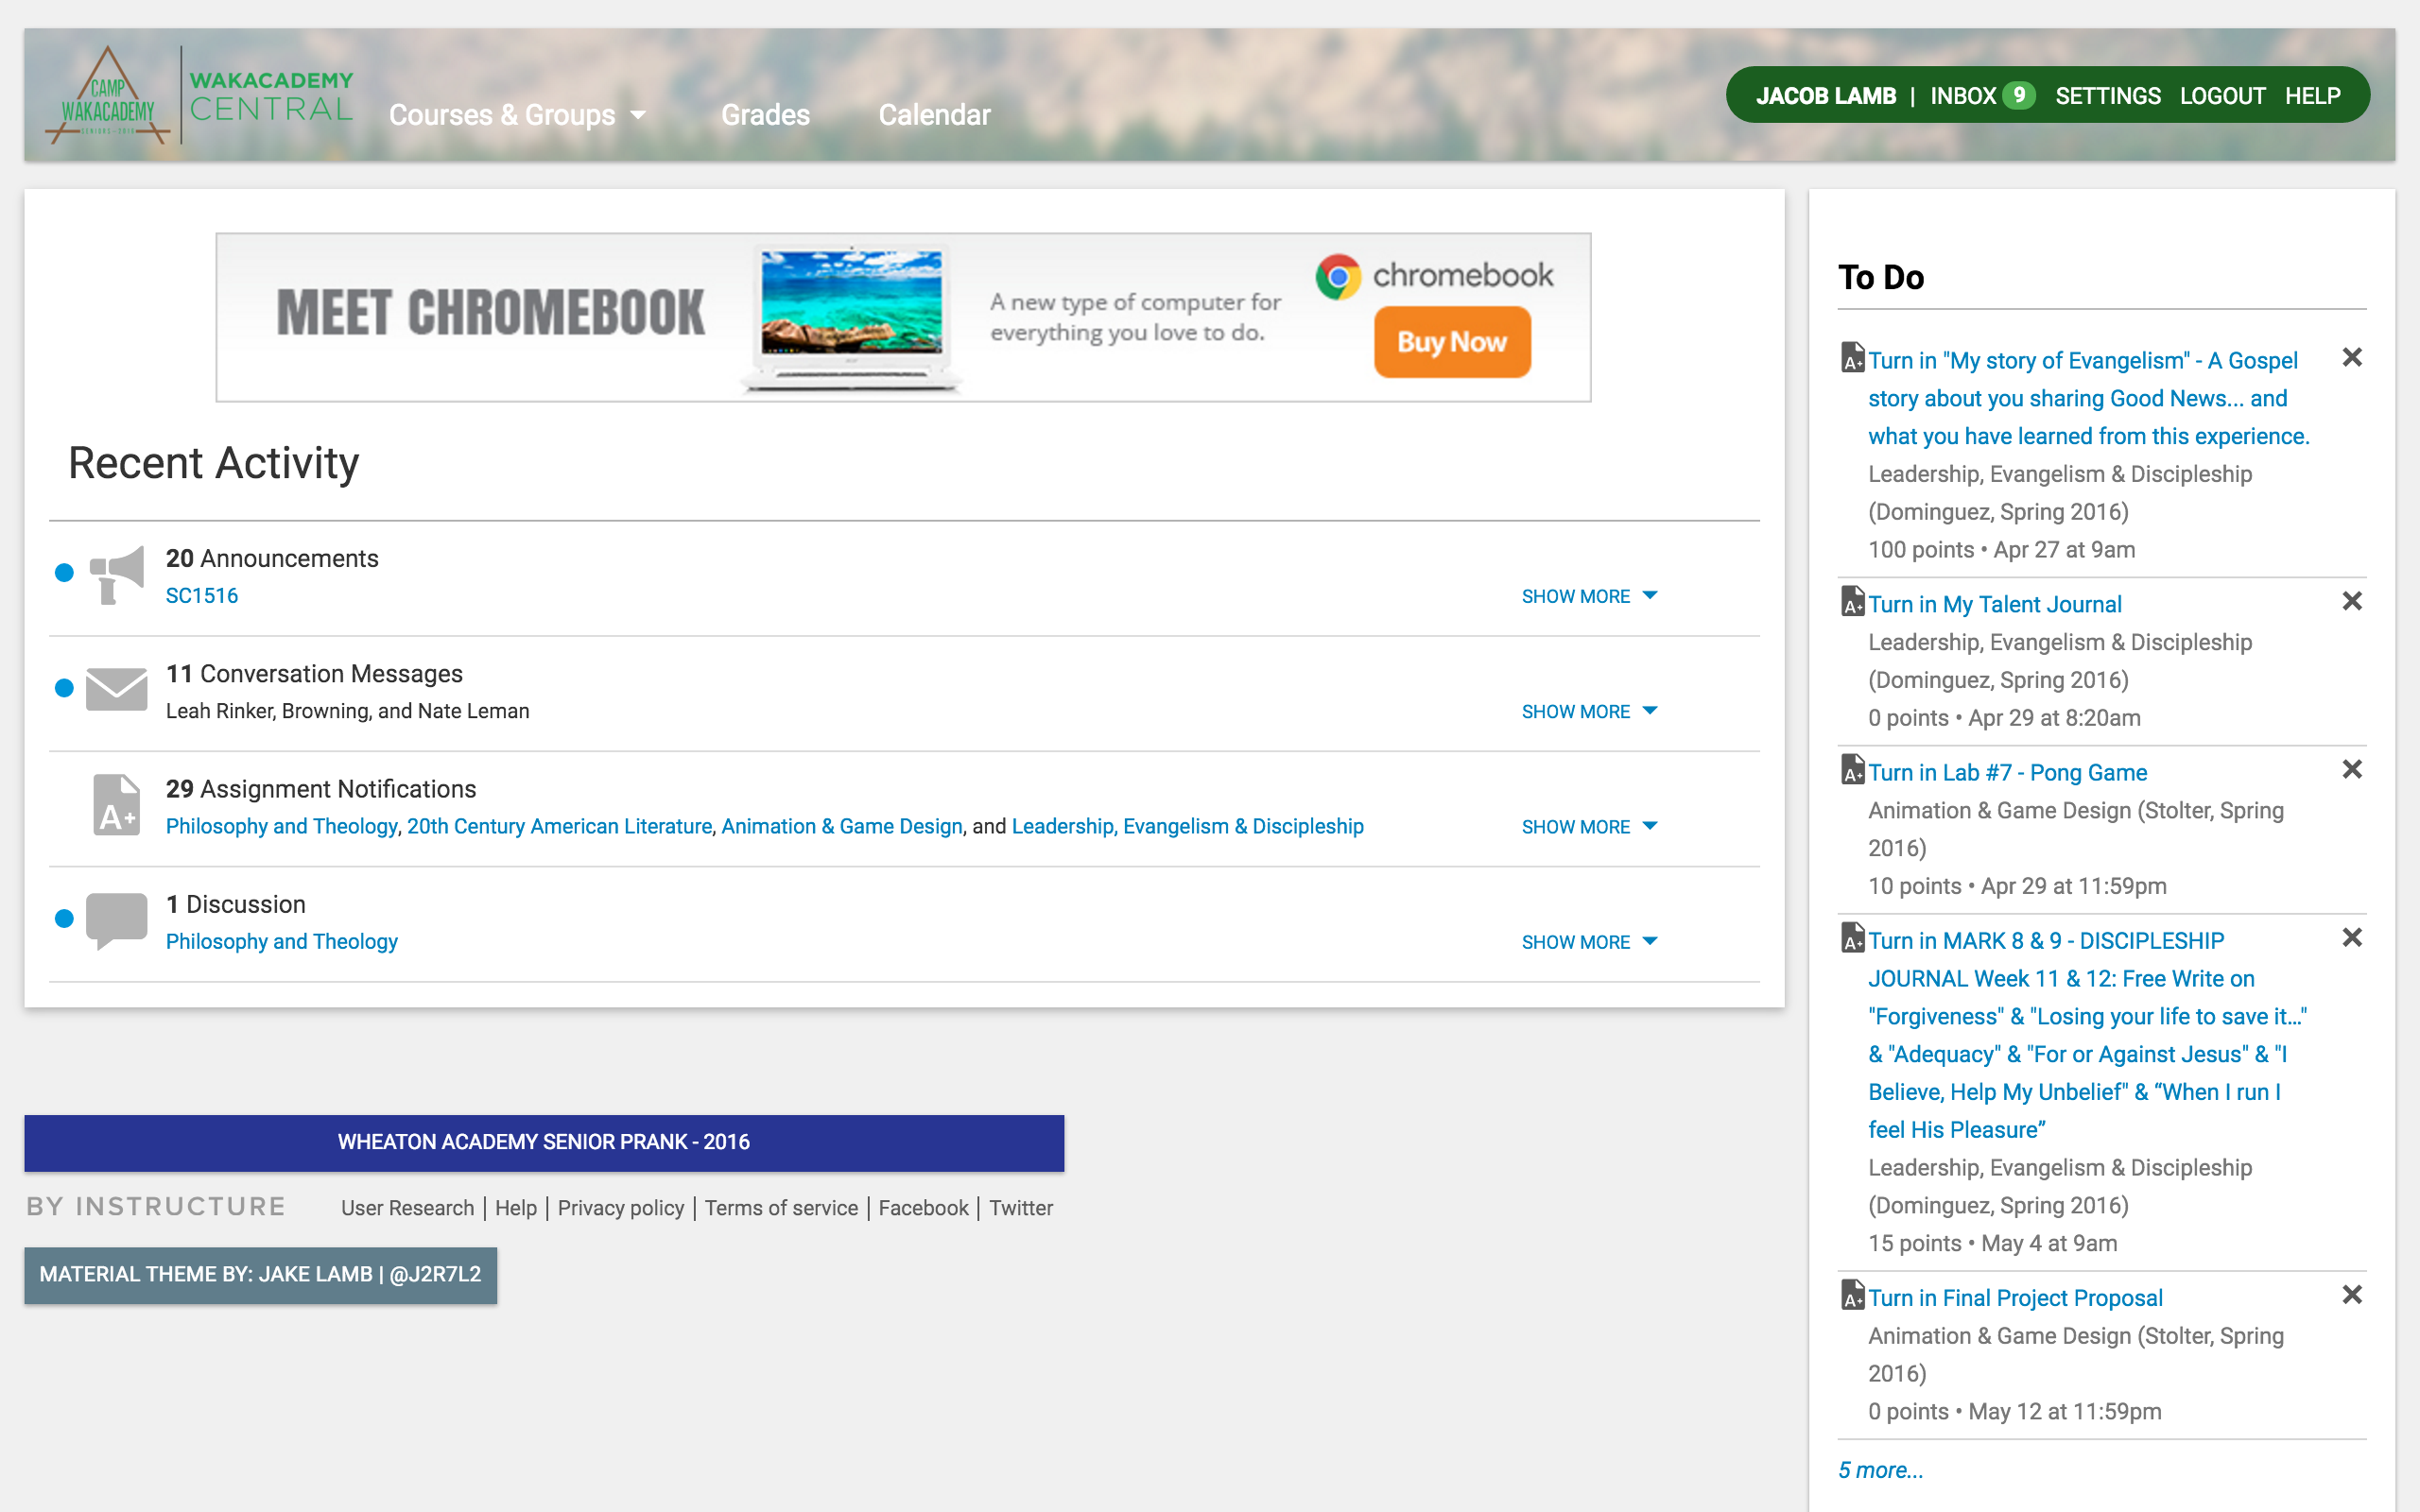 CAMP
WAKACADEMY
SENIORS - 2016
WAKACADEMY
CENTRAL
Courses & Groups
Grades
Calendar
JACOB LAMB | INBOX 9 SETTINGS LOGOUT HELP
MEET CHROMEBOOK
A new type of computer for
everything you love to do.
chromebook
Buy Now
Recent Activity
20 Announcements
SC1516
SHOW MORE
11 Conversation Messages
Leah Rinker, Browning, and Nate Leman
SHOW MORE
A+
29 Assignment Notifications
Philosophy and Theology, 20th Century American Literature, Animation & Game Design, and Leadership, Evangelism & Discipleship
SHOW MORE
1 Discussion
Philosophy and Theology
SHOW MORE
WHEATON ACADEMY SENIOR PRANK - 2016
BY INSTRUCTURE
User Research | Help | Privacy policy | Terms of service | Facebook | Twitter
MATERIAL THEME BY: JAKE LAMB | @J2R7L2
To Do
A+ Turn in "My story of Evangelism" - A Gospel
story about you sharing Good News... and
what you have learned from this experience.
Leadership, Evangelism & Discipleship
(Dominguez, Spring 2016)
100 points • Apr 27 at 9am
A+ Turn in My Talent Journal
Leadership, Evangelism & Discipleship
(Dominguez, Spring 2016)
0 points • Apr 29 at 8:20am
A+ Turn in Lab #7 - Pong Game
Animation & Game Design (Stolter, Spring
2016)
10 points • Apr 29 at 11:59pm
A+ Turn in MARK 8 & 9 - DISCIPLESHIP
JOURNAL Week 11 & 12: Free Write on
"Forgiveness" & "Losing your life to save it..."
& "Adequacy" & "For or Against Jesus" & "I
Believe, Help My Unbelief" & “When I run I
feel His Pleasure”
Leadership, Evangelism & Discipleship
(Dominguez, Spring 2016)
15 points • May 4 at 9am
A+ Turn in Final Project Proposal
Animation & Game Design (Stolter, Spring
2016)
0 points • May 12 at 11:59pm
5 more...